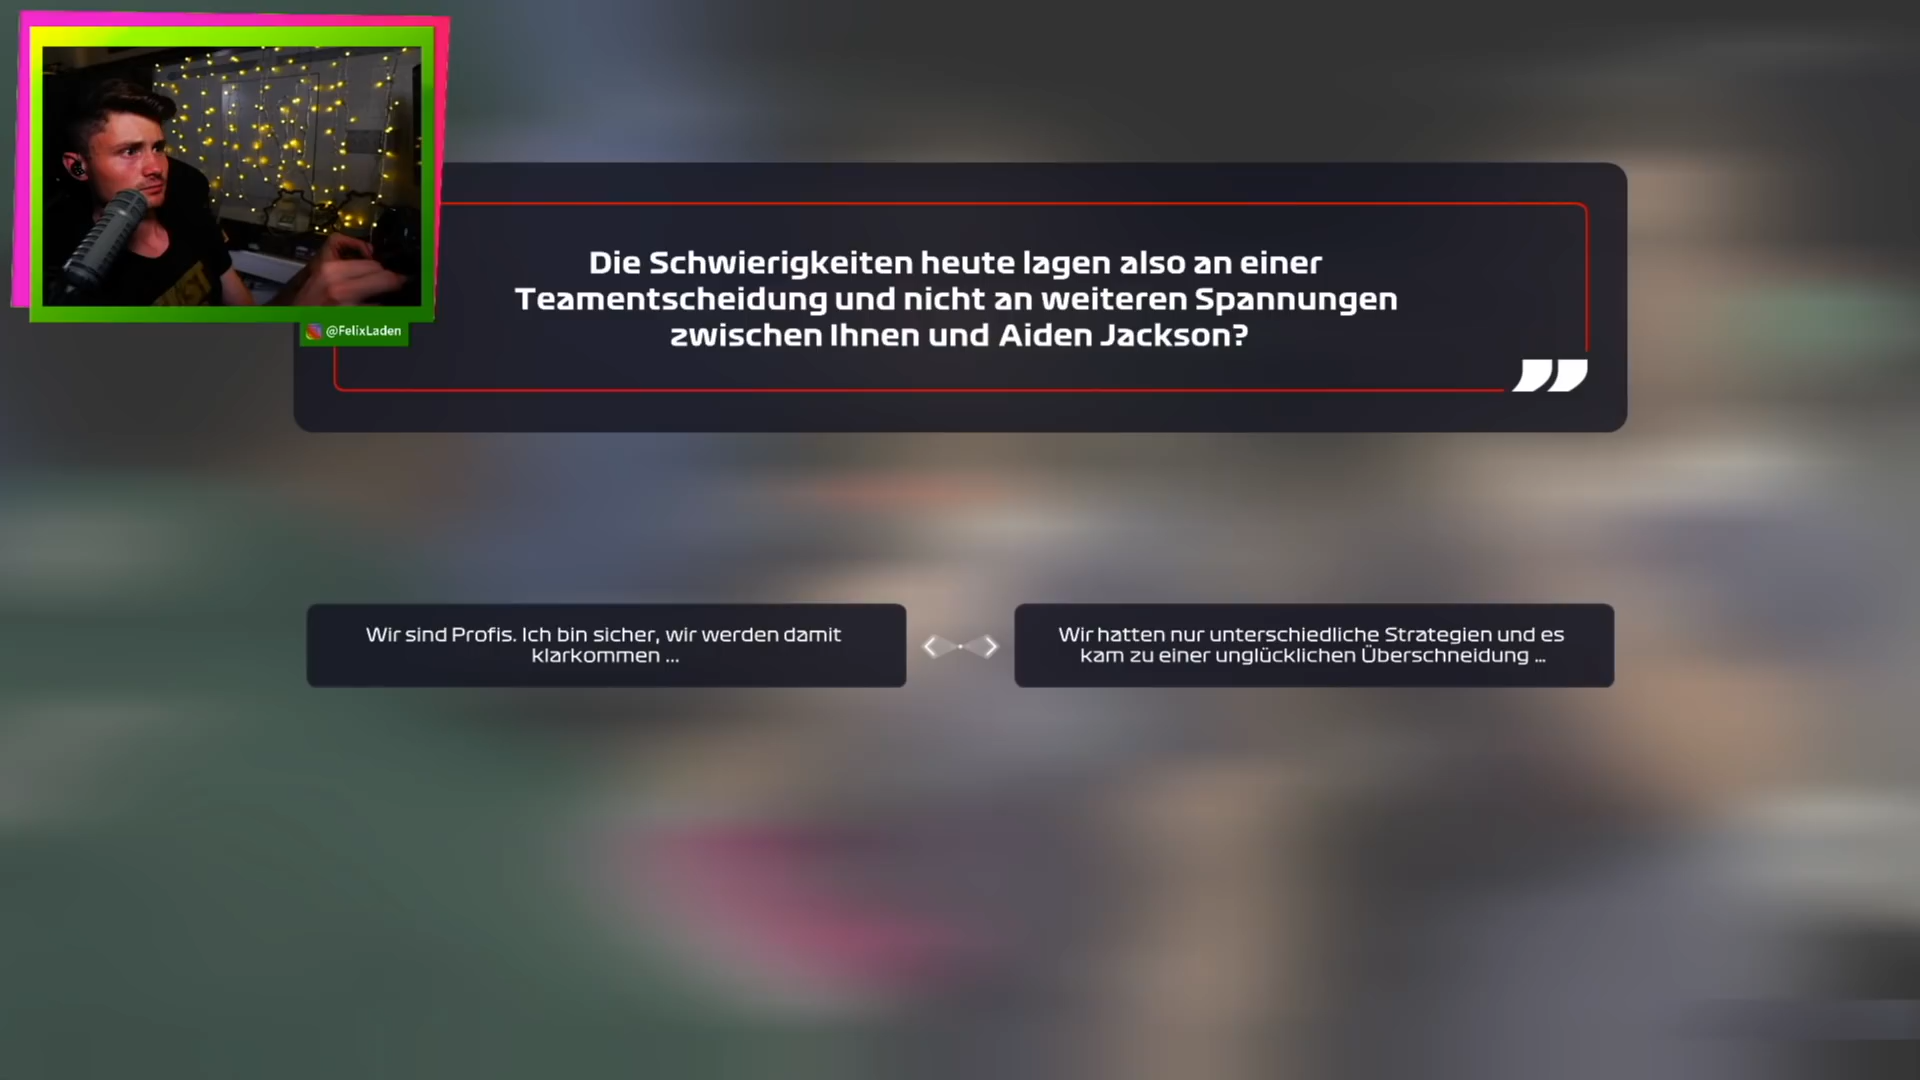 @FelixLaden
Die Schwierigkeiten heute lagen also an einer
Teamentscheidung und nicht an weiteren Spannungen
zwischen Ihnen und Aiden Jackson?
Wir sind Profis. Ich bin sicher, wir werden damit
klarkommen ...
Wir hatten nur unterschiedliche Strategien und es
kam zu einer unglücklichen Überschneidung ...